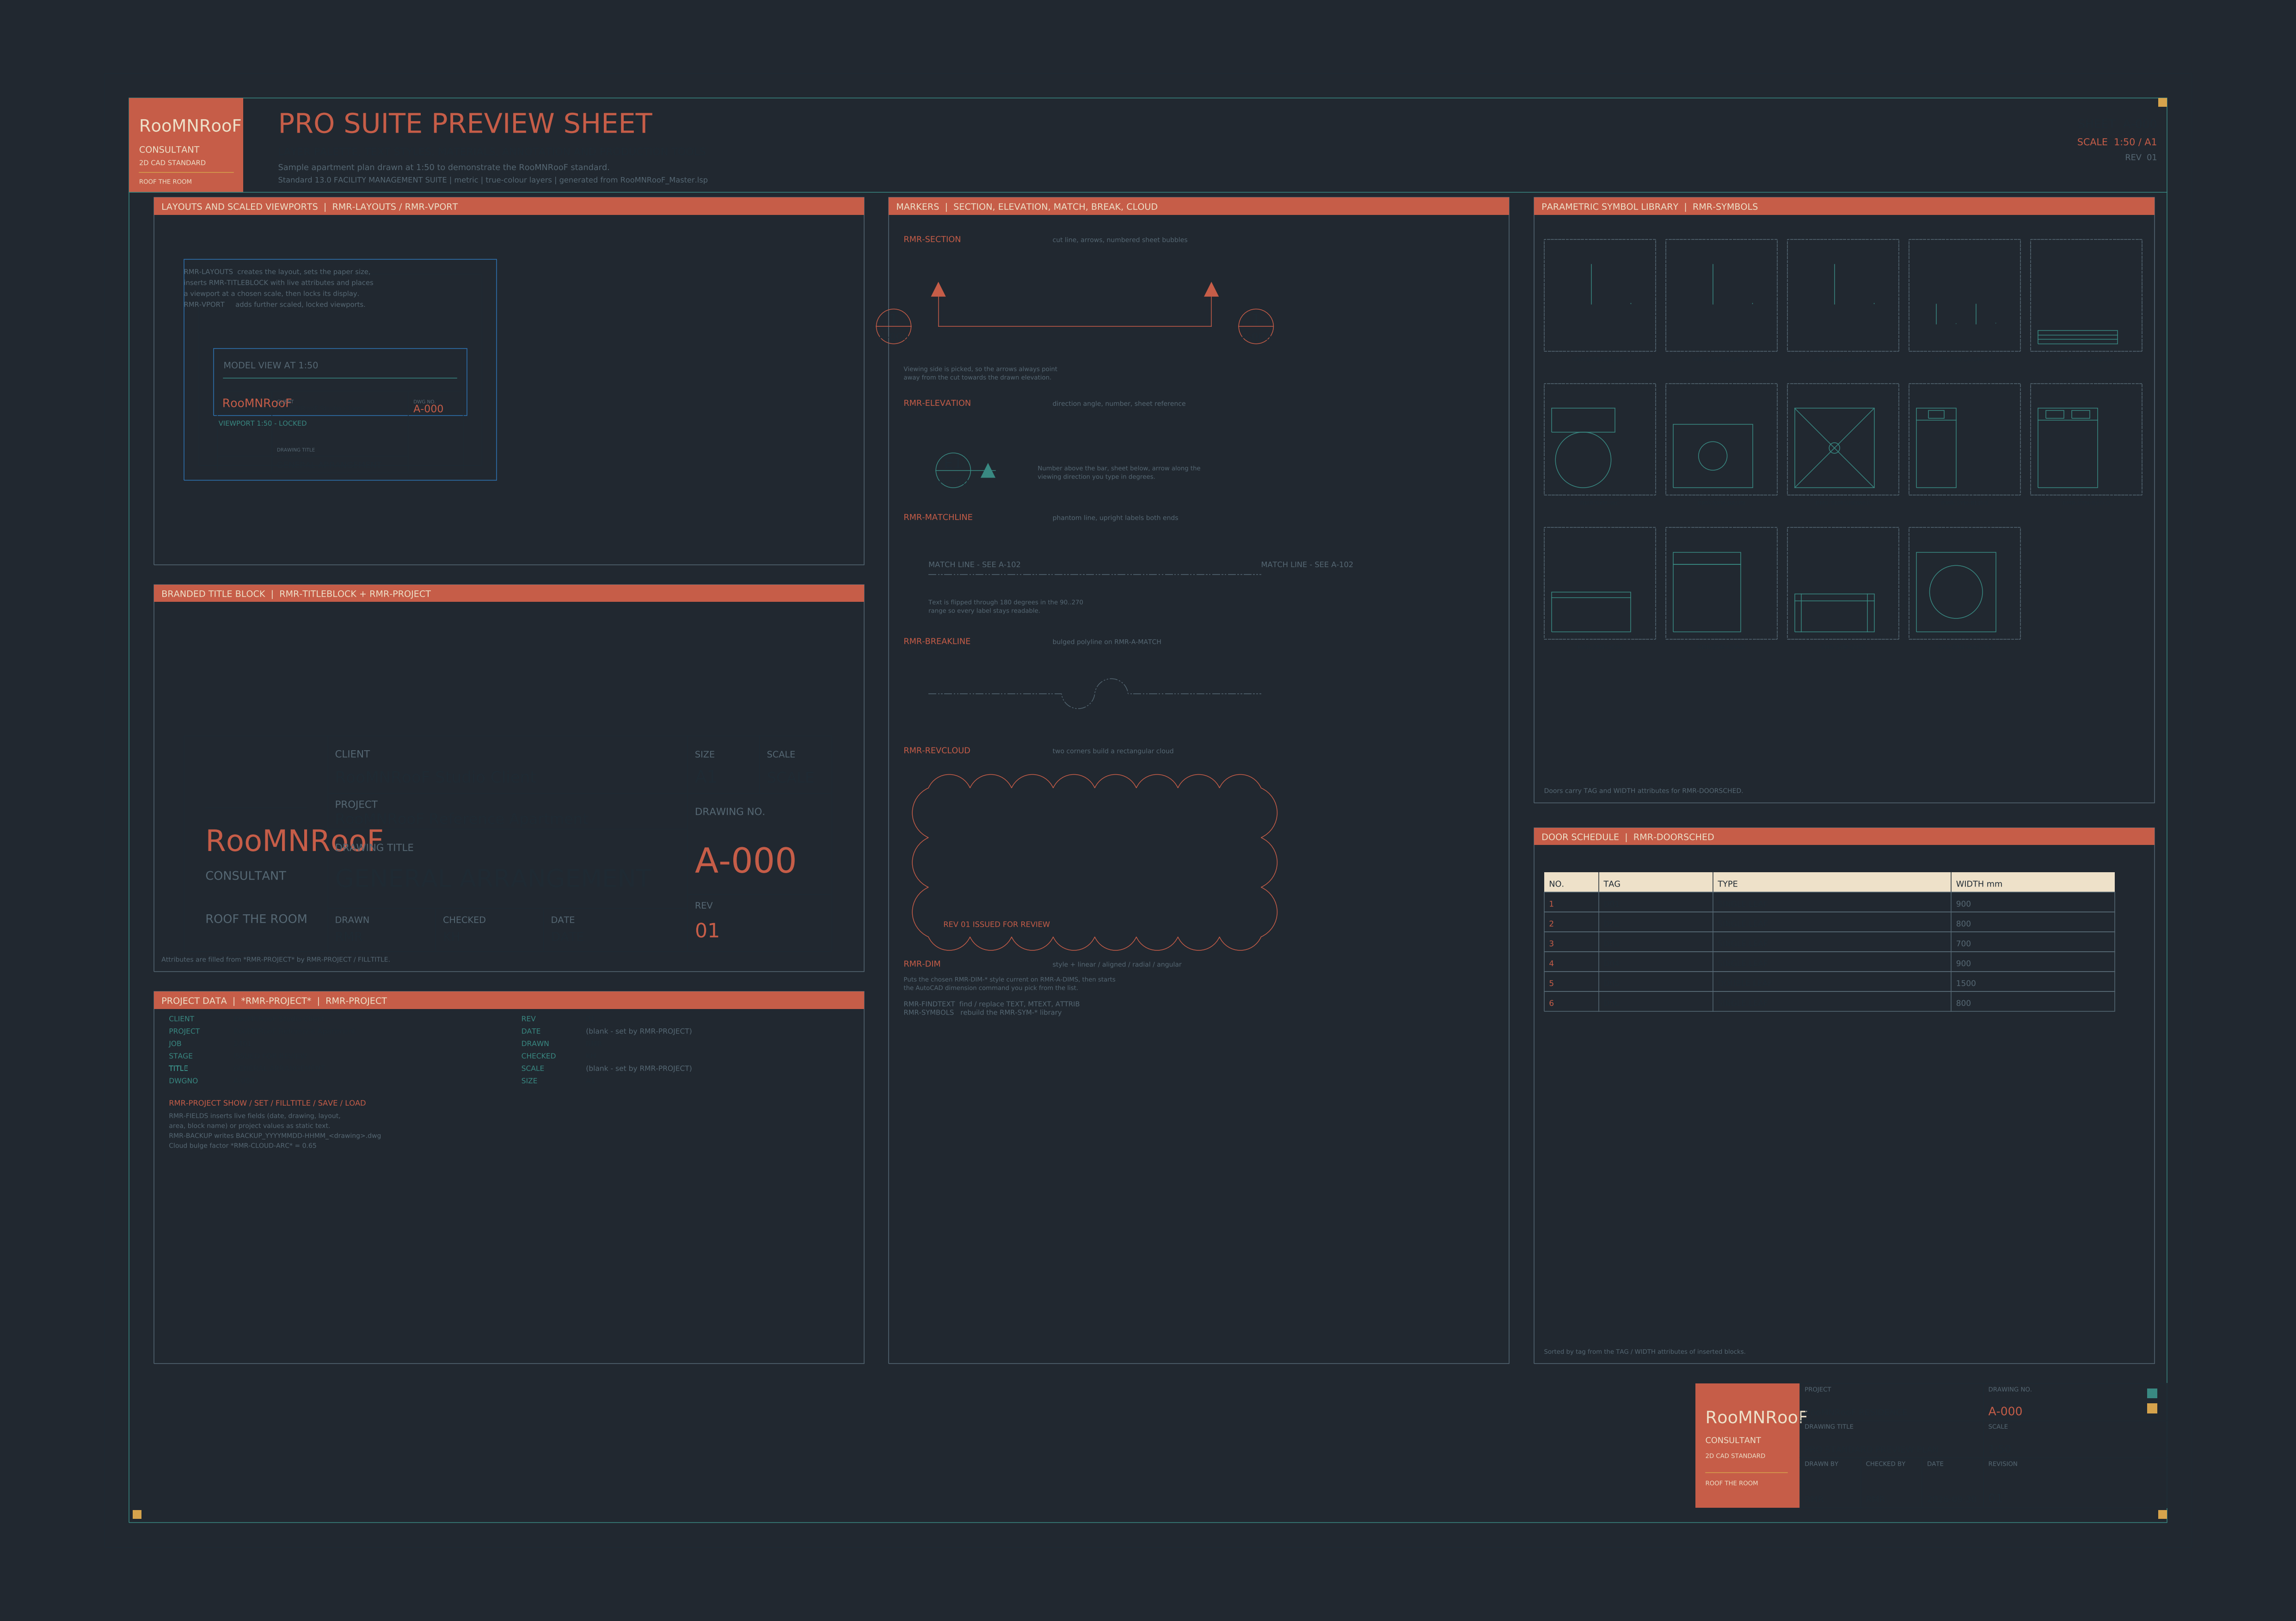 RooMNRooF
CONSULTANT
2D CAD STANDARD
ROOF THE ROOM
PRO SUITE PREVIEW SHEET
Sample apartment plan drawn at 1:50 to demonstrate the RooMNRooF standard.
Standard 13.0 FACILITY MANAGEMENT SUITE | metric | true-colour layers | generated from RooMNRooF_Master.lsp
SCALE 1:50 / A1
REV 01
LAYOUTS AND SCALED VIEWPORTS | RMR-LAYOUTS / RMR-VPORT
RMR-LAYOUTS creates the layout, sets the paper size,
inserts RMR-TITLEBLOCK with live attributes and places
a viewport at a chosen scale, then locks its display.
RMR-VPORT adds further scaled, locked viewports.
MODEL VIEW AT 1:50
RooMNRooF
DWG NO.
A-000
VIEWPORT 1:50 - LOCKED
DRAWING TITLE
BRANDED TITLE BLOCK | RMR-TITLEBLOCK + RMR-PROJECT
CLIENT
SIZE
SCALE
PROJECT
DRAWING NO.
RooMNRooF
DRAWING TITLE
A-000
CONSULTANT
REV
ROOF THE ROOM
DRAWN
CHECKED
DATE
01
Attributes are filled from *RMR-PROJECT* by RMR-PROJECT / FILLTITLE.
PROJECT DATA | *RMR-PROJECT* | RMR-PROJECT
CLIENT
PROJECT
JOB
STAGE
TITLE
DWGNO
REV
DATE (blank - set by RMR-PROJECT)
DRAWN
CHECKED
SCALE (blank - set by RMR-PROJECT)
SIZE
RMR-PROJECT SHOW / SET / FILLTITLE / SAVE / LOAD
RMR-FIELDS inserts live fields (date, drawing, layout,
area, block name) or project values as static text.
RMR-BACKUP writes BACKUP_YYYYMMDD-HHMM_<drawing>.dwg
Cloud bulge factor *RMR-CLOUD-ARC* = 0.65
MARKERS | SECTION, ELEVATION, MATCH, BREAK, CLOUD
RMR-SECTION cut line, arrows, numbered sheet bubbles
Viewing side is picked, so the arrows always point
away from the cut towards the drawn elevation.
RMR-ELEVATION direction angle, number, sheet reference
Number above the bar, sheet below, arrow along the
viewing direction you type in degrees.
RMR-MATCHLINE phantom line, upright labels both ends
MATCH LINE - SEE A-102
MATCH LINE - SEE A-102
Text is flipped through 180 degrees in the 90..270
range so every label stays readable.
RMR-BREAKLINE bulged polyline on RMR-A-MATCH
RMR-REVCLOUD two corners build a rectangular cloud
REV 01 ISSUED FOR REVIEW
RMR-DIM style + linear / aligned / radial / angular
Puts the chosen RMR-DIM-* style current on RMR-A-DIMS, then starts
the AutoCAD dimension command you pick from the list.
RMR-FINDTEXT find / replace TEXT, MTEXT, ATTRIB
RMR-SYMBOLS rebuild the RMR-SYM-* library
PARAMETRIC SYMBOL LIBRARY | RMR-SYMBOLS
Doors carry TAG and WIDTH attributes for RMR-DOORSCHED.
DOOR SCHEDULE | RMR-DOORSCHED
NO. TAG TYPE WIDTH mm
1 900
2 800
3 700
4 900
5 1500
6 800
Sorted by tag from the TAG / WIDTH attributes of inserted blocks.
RooMNRooF
CONSULTANT
2D CAD STANDARD
ROOF THE ROOM
PROJECT
DRAWING NO.
A-000
DRAWING TITLE
SCALE
DRAWN BY
CHECKED BY
DATE
REVISION